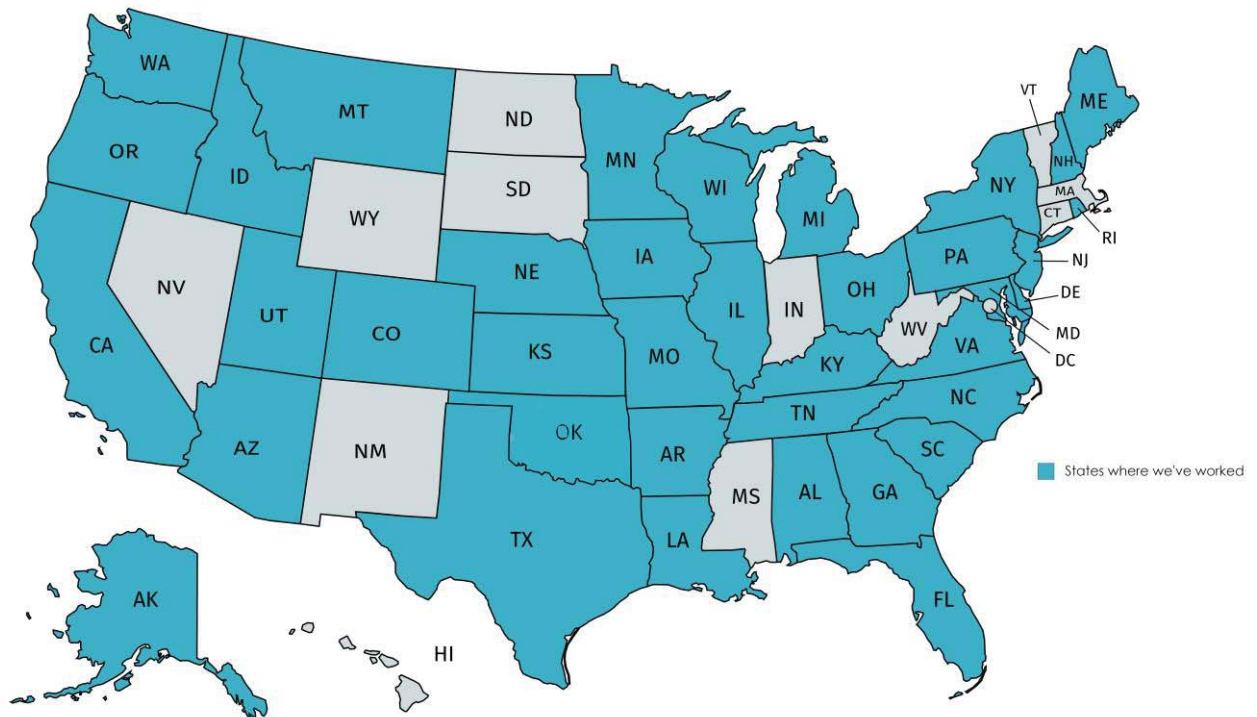 WA
MT
ND
MN
VT
ME
OR
ID
SD
WI
NY
NH
WY
MI
MA
CT
RI
NE
IA
PA
NJ
NV
UT
CO
IL
IN
OH
DE
WV
MD
CA
KS
MO
KY
VA
DC
AZ
NM
OK
AR
TN
NC
SC
MS
AL
GA
States where we've worked
TX
LA
AK
FL
HI